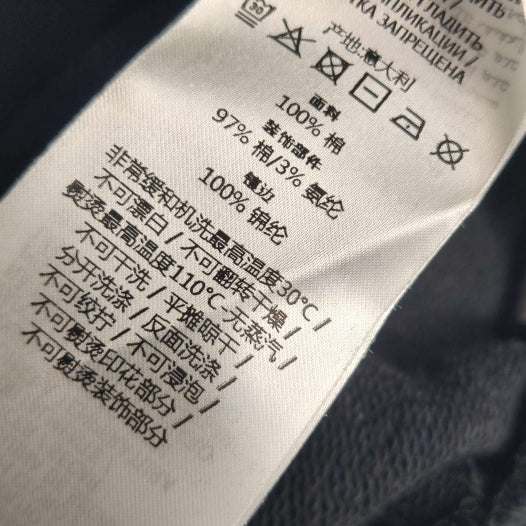 ГЛАДИТЬ
АППЛИКАЦИИ /
ЗАПРЕЩЕНА
30
产地:意大利
面料
100% 棉
装饰部件
97% 棉/3% 氨纶
镶边
100% 锦纶
非常缓和机洗最高温度30°C /
不可漂白 / 不可翻转干燥 /
熨烫最高温度110°C 无蒸汽 /
不可干洗 / 平摊晾干 /
分开洗涤 / 反面洗涤 /
不可绞拧 / 不可浸泡 /
不可熨烫印花部分 /
不可熨烫装饰部分